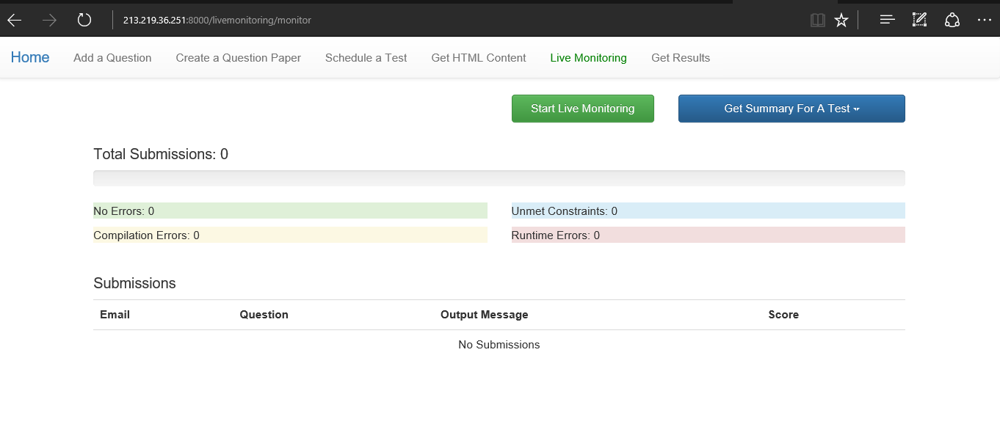 213.219.36.251:8000/livemonitoring/monitor
Home Add a Question Create a Question Paper Schedule a Test Get HTML Content Live Monitoring Get Results
Start Live Monitoring Get Summary For A Test
Total Submissions: 0
No Errors: 0 Unmet Constraints: 0
Compilation Errors: 0 Runtime Errors: 0
Submissions
Email Question Output Message Score
No Submissions